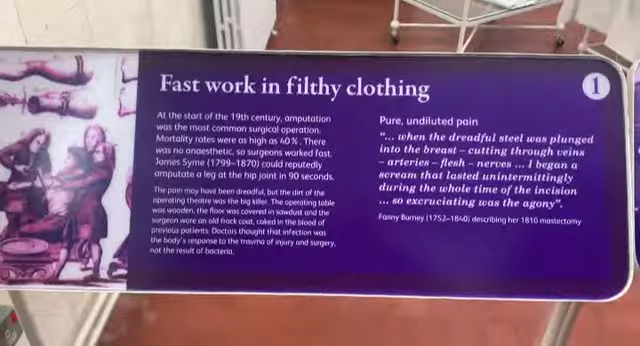 Fast work in filthy clothing
1
At the start of the 19th century, amputation
was the most common surgical operation.
Mortality rates were as high as 40%. There
was no anaesthetic, so surgeons worked fast.
James Syme (1799–1870) could reputedly
amputate a leg at the hip joint in 90 seconds.
The pain may have been dreadful, but the dirt of the
operating theatre was the big killer. The operating table
was wooden, the floor was covered in sawdust and the
surgeon wore an old frock coat, caked in the blood of
previous patients. Doctors thought that infection was
the body's response to the trauma of injury and surgery,
not the result of bacteria.
Pure, undiluted pain
"... when the dreadful steel was plunged
into the breast – cutting through veins
– arteries – flesh – nerves ... I began a
scream that lasted unintermittingly
during the whole time of the incision
... so excruciating was the agony".
Fanny Burney (1752–1840) describing her 1810 mastectomy